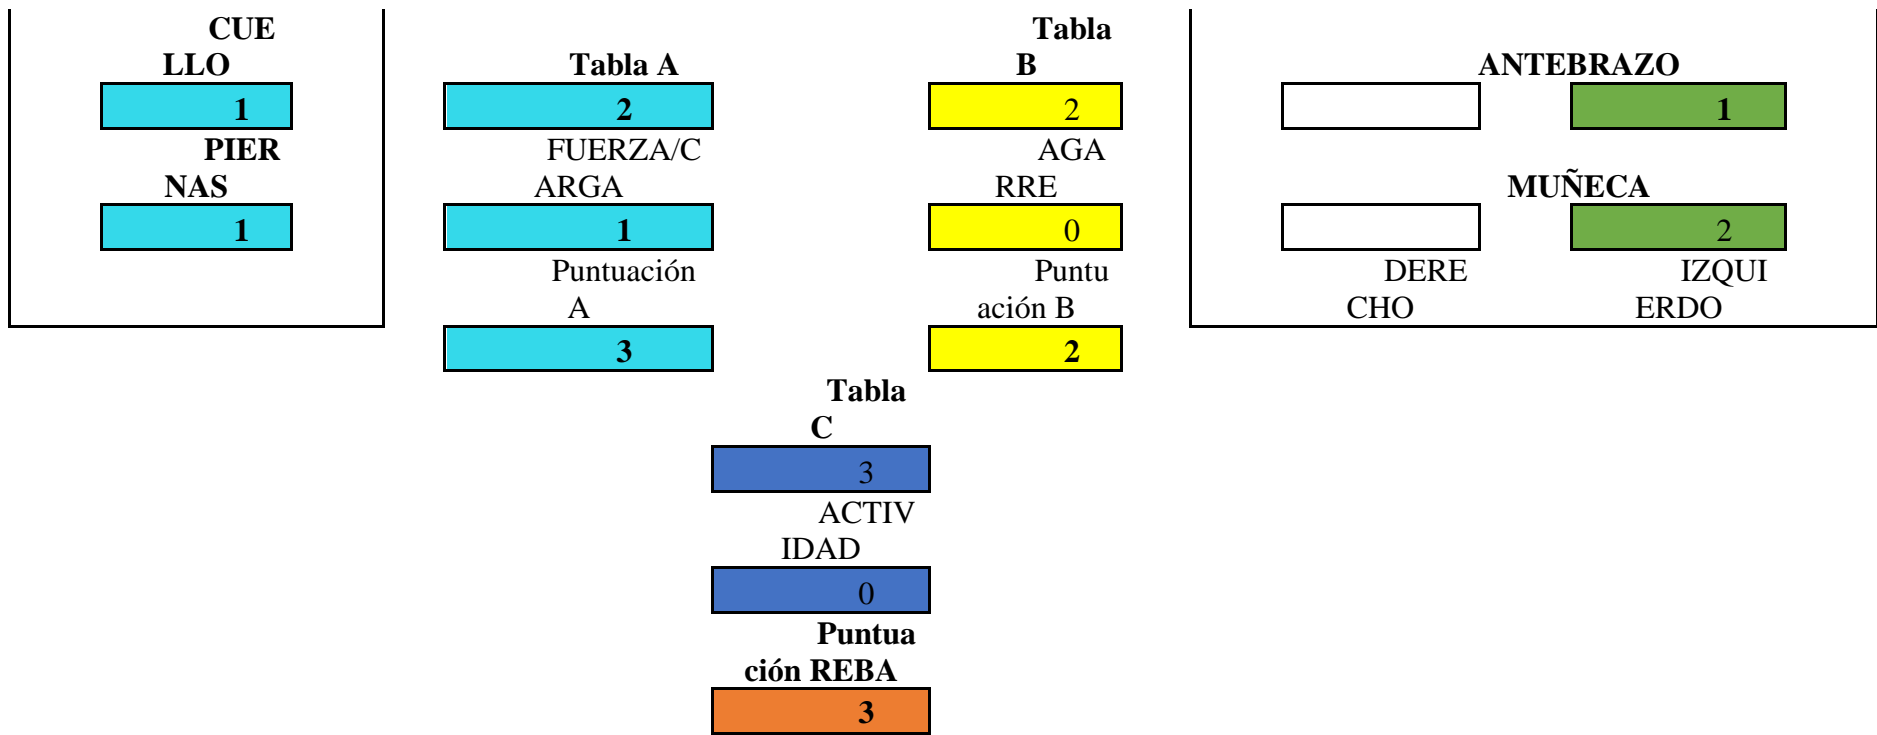 CUE
LLO
1
PIER
NAS
1
Tabla A
2
FUERZA/C
ARGA
1
Puntuación
A
3
Tabla
B
2
AGA
RRE
0
Puntu
ación B
2
ANTEBRAZO
1
MUÑECA
2
DERE
CHO
IZQUI
ERDO
Tabla
C
3
ACTIV
IDAD
0
Puntua
ción REBA
3